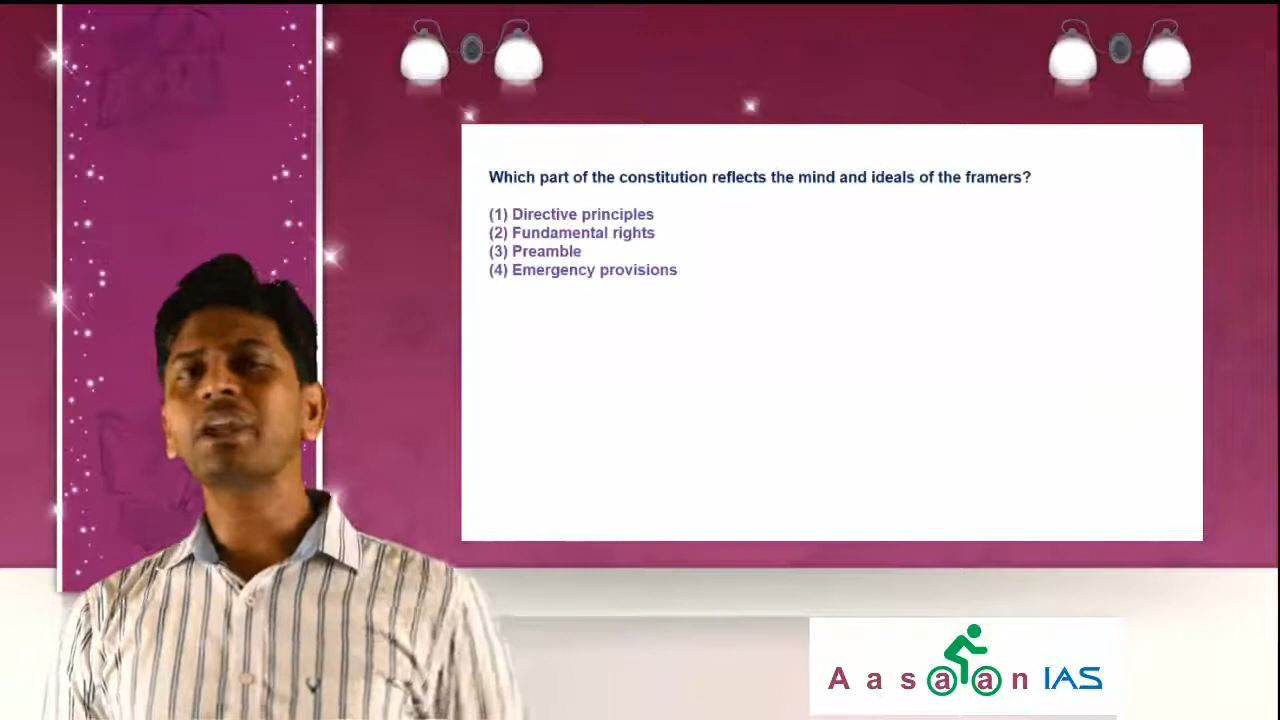 Which part of the constitution reflects the mind and ideals of the framers?
(1) Directive principles
(2) Fundamental rights
(3) Preamble
(4) Emergency provisions
Aasaan IAS